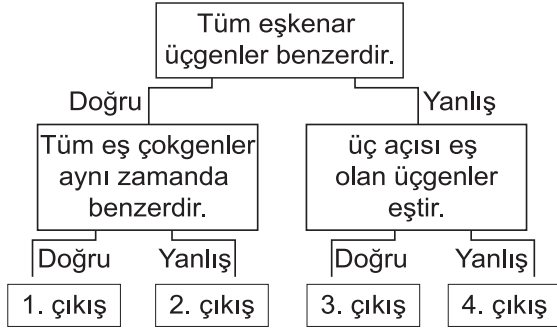 Tüm eşkenar
üçgenler benzerdir.
Doğru
Yanlış
Tüm eş çokgenler
aynı zamanda
benzerdir.
üç açısı eş
olan üçgenler
eştir.
Doğru
Yanlış
Doğru
Yanlış
1. çıkış
2. çıkış
3. çıkış
4. çıkış